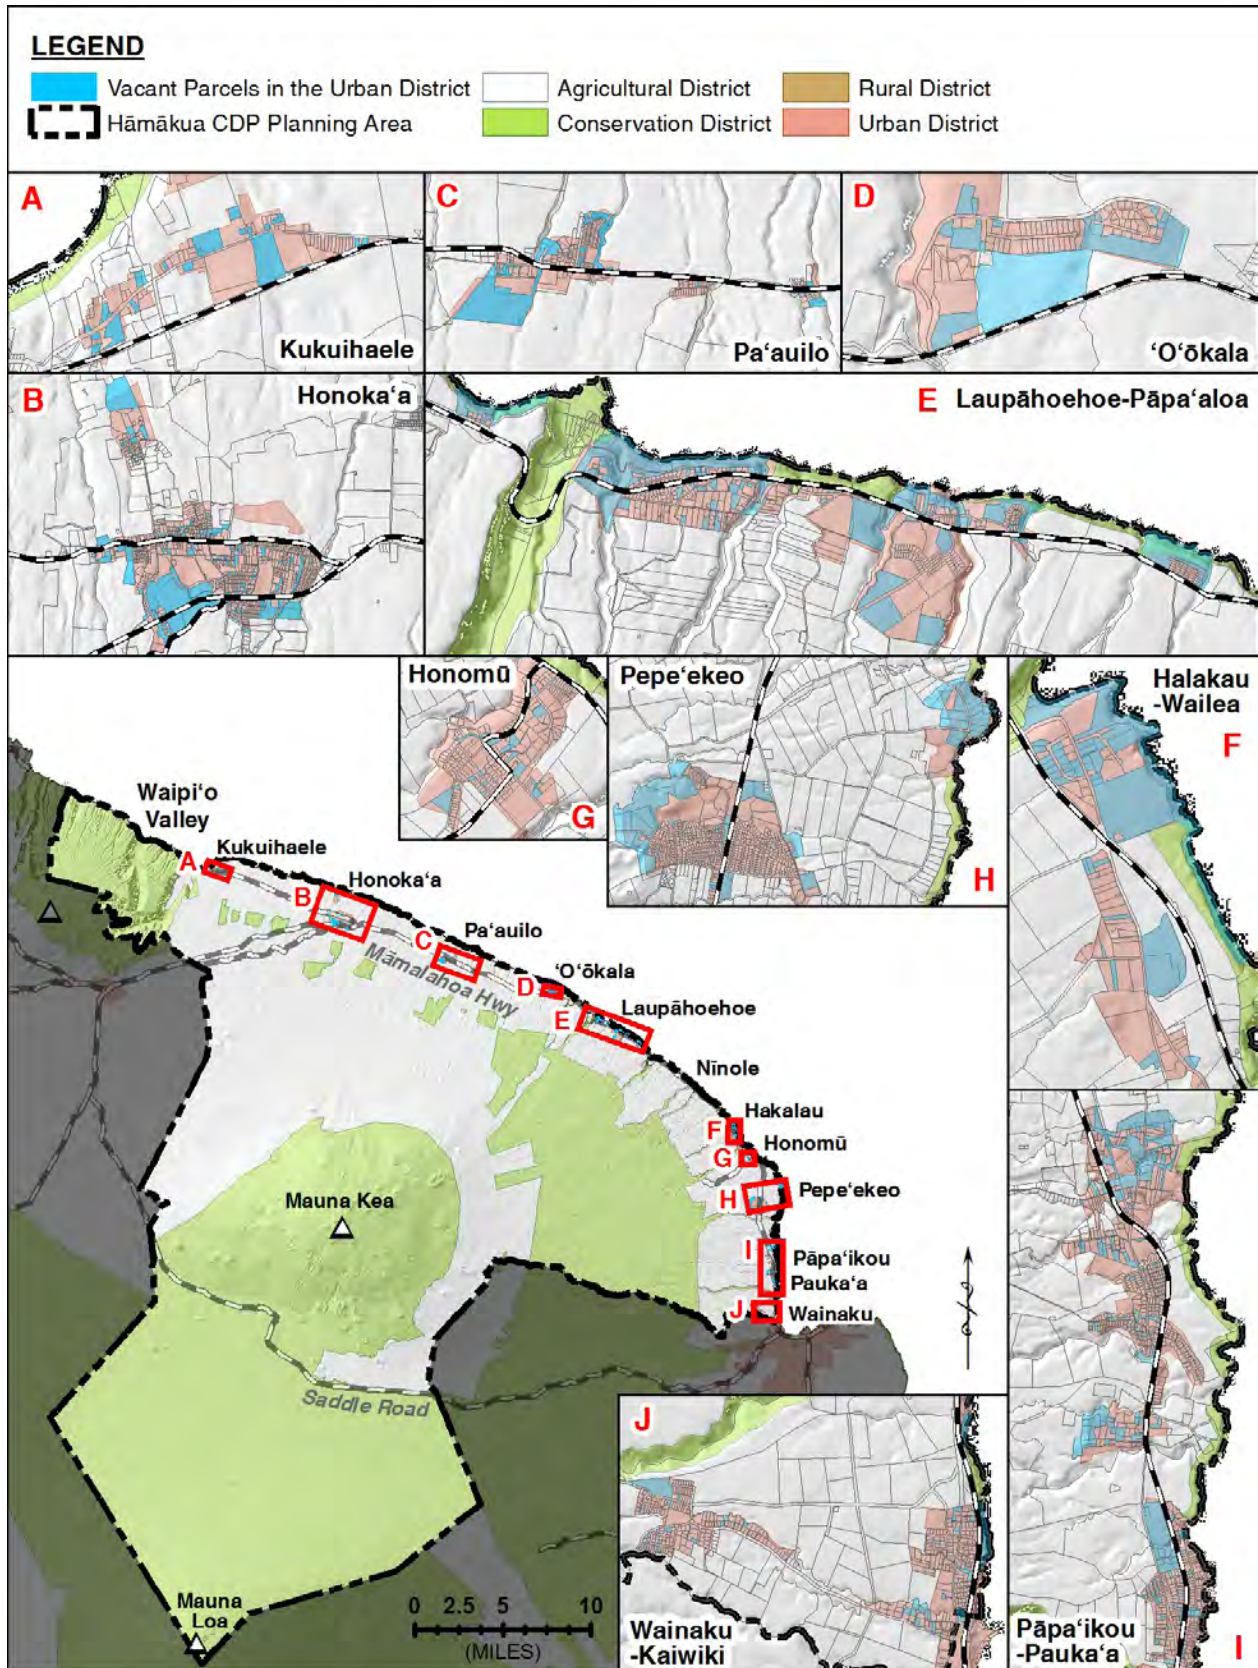 LEGEND
Vacant Parcels in the Urban District
Agricultural District
Rural District
Hāmākua CDP Planning Area
Conservation District
Urban District
A
Kukuihaele
C
Pa‘auilo
D
‘O‘ōkala
B
Honoka‘a
E Laupāhoehoe-Pāpa‘aloa
Honomū
G
Pepe‘ekeo
H
Halakau
-Wailea
F
Waipi‘o
Valley
Kukuihaele
A
Honoka‘a
B
Pa‘auilo
C
Māmalahoa Hwy
‘O‘ōkala
D
Laupāhoehoe
E
Nīnole
Hakalau
F
Honomū
G
Pepe‘ekeo
H
Mauna Kea
I
Pāpa‘ikou
Pauka‘a
J
Wainaku
Saddle Road
Mauna
Loa
0 2.5 5 10
(MILES)
J
Wainaku
-Kaiwiki
Pāpa‘ikou
-Pauka‘a
I